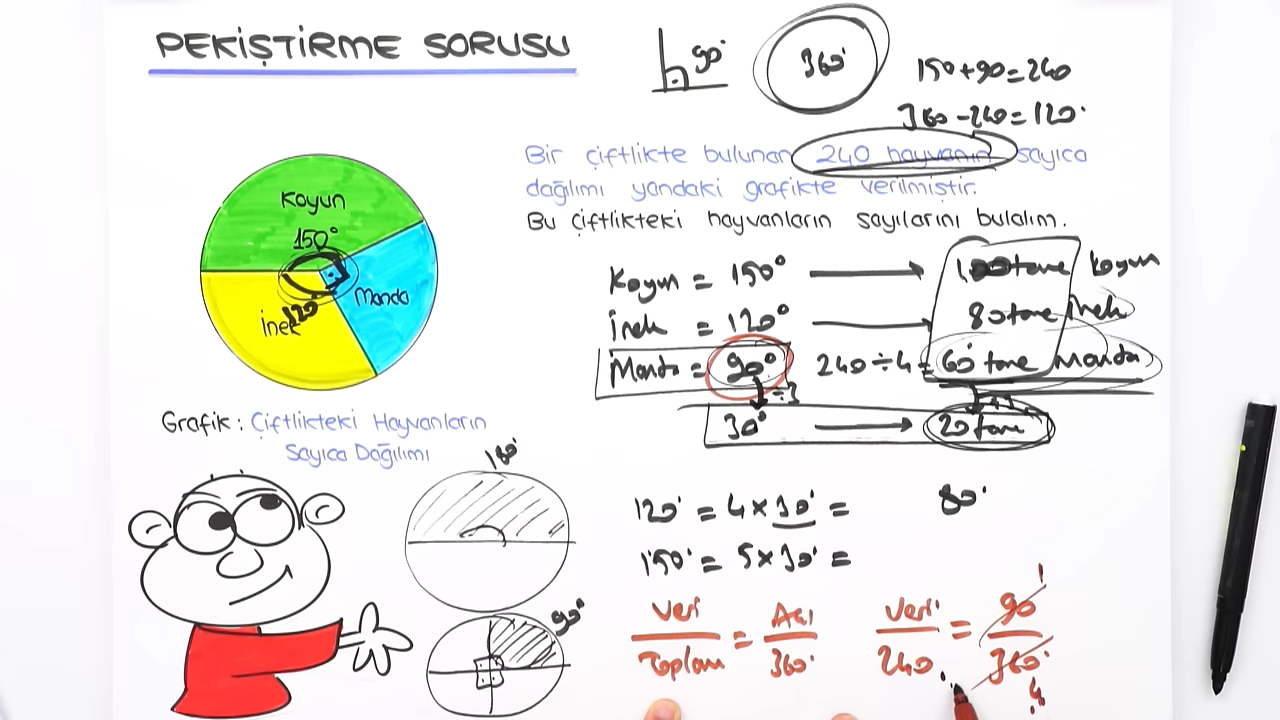 PEKİŞTİRME SORUSU
90°
360°
150+90=240
360-240=120°
Bir çiftlikte bulunan 240 hayvanın sayıca
dağılımı yandaki grafikte verilmiştir.
Bu çiftlikteki hayvanların sayılarını bulalım.
Koyun
150°
Manda
İnek
120
Koyun = 150° → 100 tane koyun
İnek = 120° → 80 tane inek
Manda = 90° 240÷4= 60 tane manda
÷3
30° → 20 tane
Grafik: Çiftlikteki Hayvanların
Sayıca Dağılımı
180°
90°
120° = 4 x 30° = 80°
150° = 5 x 30° =
Veri / Toplam = Açı / 360°
Veri / 240 = 90 / 360°
1
4